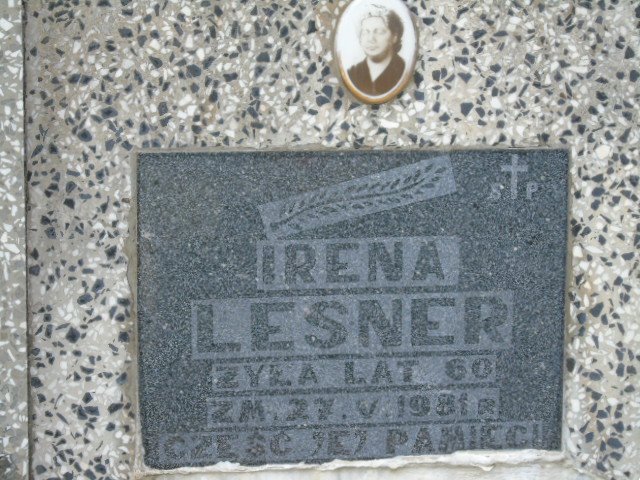 Ś P
IRENA
LESNER
ŻYŁA LAT 60
ZM. 27. V 1981 R
CZEŚĆ JEJ PAMIĘCI